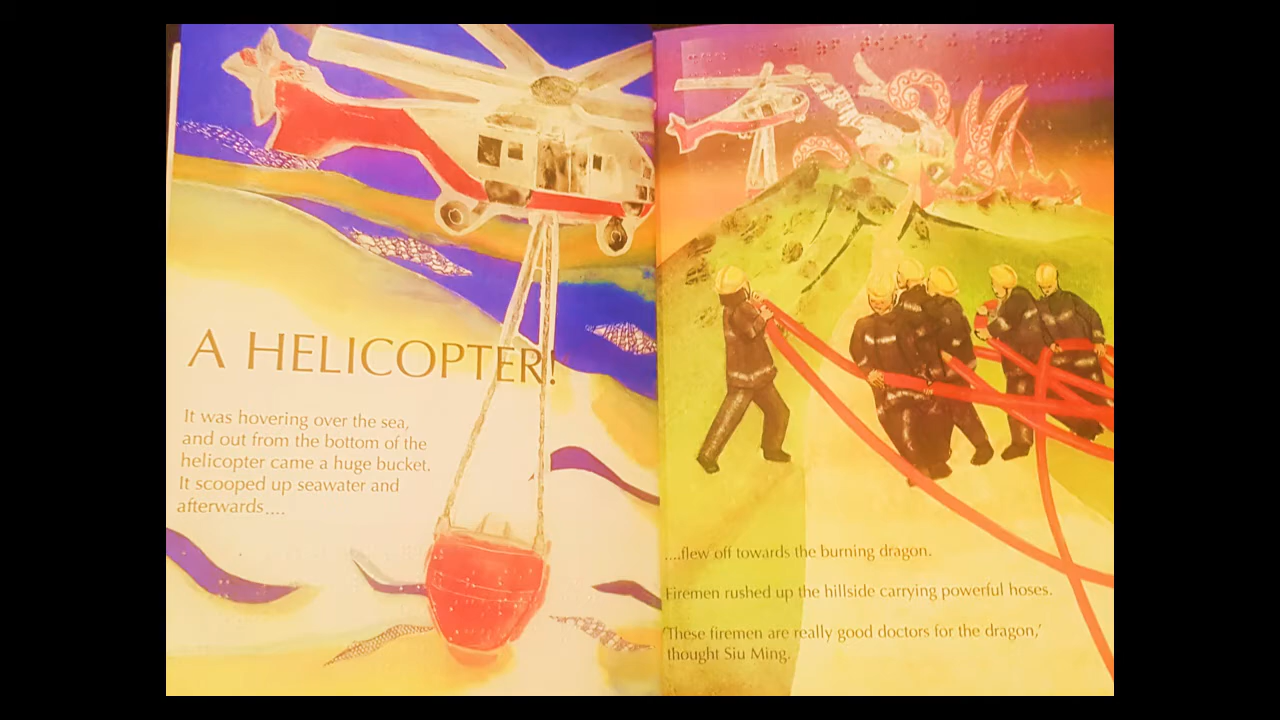 A HELICOPTER!
It was hovering over the sea,
and out from the bottom of the
helicopter came a huge bucket.
It scooped up seawater and
afterwards....
....flew off towards the burning dragon.
Firemen rushed up the hillside carrying powerful hoses.
'These firemen are really good doctors for the dragon,'
thought Siu Ming.